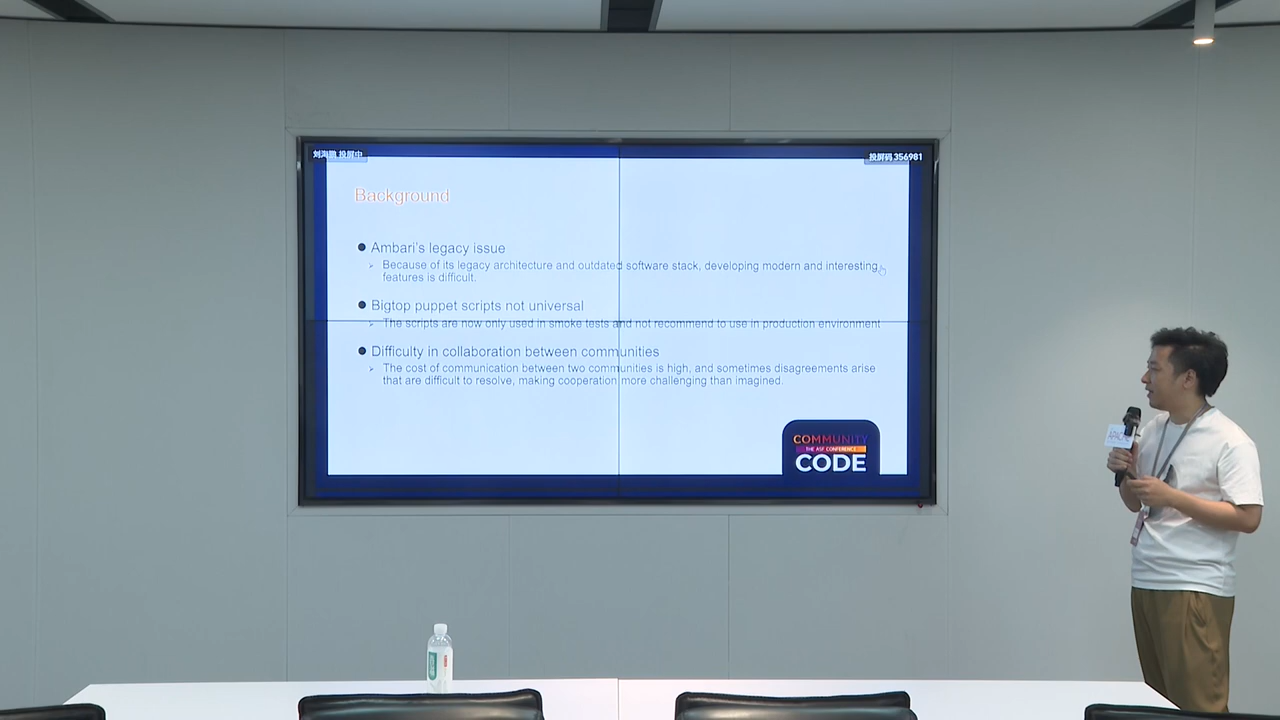 刘海鹏 投屏中
投屏码 356981
Background
Ambari's legacy issue
Because of its legacy architecture and outdated software stack, developing modern and interesting
features is difficult.
Bigtop puppet scripts not universal
The scripts are now only used in smoke tests and not recommend to use in production environment
Difficulty in collaboration between communities
The cost of communication between two communities is high, and sometimes disagreements arise
that are difficult to resolve, making cooperation more challenging than imagined.
COMMUNITY
THE ASF CONFERENCE
CODE